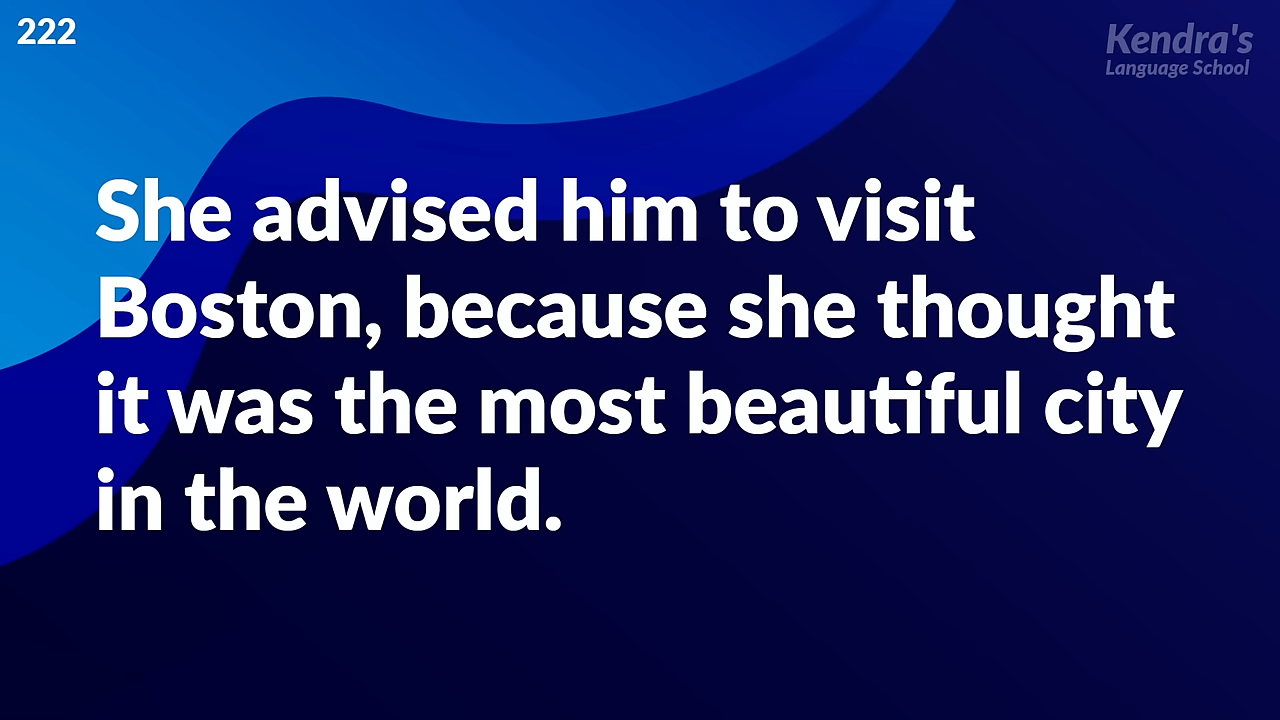 222
Kendra's
Language School
She advised him to visit
Boston, because she thought
it was the most beautiful city
in the world.